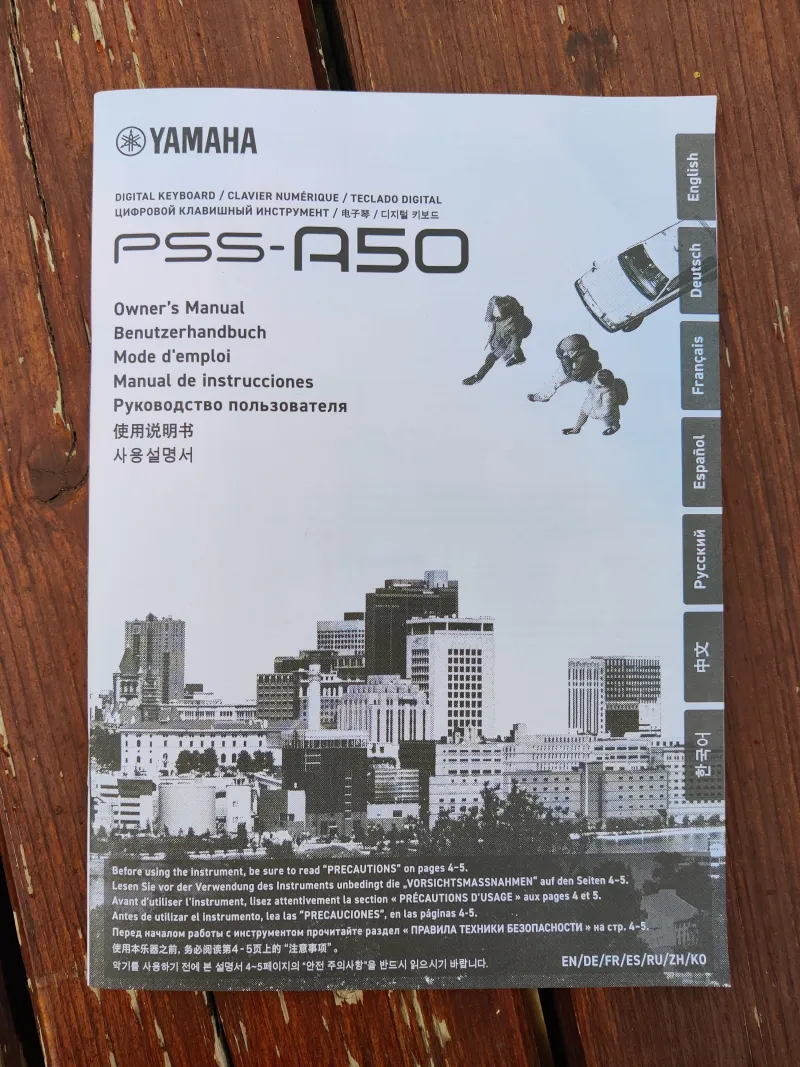 YAMAHA
DIGITAL KEYBOARD / CLAVIER NUMÉRIQUE / TECLADO DIGITAL
ЦИФРОВОЙ КЛАВИШНЫЙ ИНСТРУМЕНТ / 电子琴 / 디지털 키보드
PSS-A50
Owner's Manual
Benutzerhandbuch
Mode d'emploi
Manual de instrucciones
Руководство пользователя
使用说明书
사용설명서
English
Deutsch
Français
Español
Русский
中文
한국어
Before using the instrument, be sure to read "PRECAUTIONS" on pages 4–5.
Lesen Sie vor der Verwendung des Instruments unbedingt die „VORSICHTSMASSNAHMEN" auf den Seiten 4–5.
Avant d'utiliser l'instrument, lisez attentivement la section « PRÉCAUTIONS D'USAGE » aux pages 4 et 5.
Antes de utilizar el instrumento, lea las "PRECAUCIONES", en las páginas 4-5.
Перед началом работы с инструментом прочитайте раздел « ПРАВИЛА ТЕХНИКИ БЕЗОПАСНОСТИ » на стр. 4–5.
使用本乐器之前，务必阅读第4-5页上的 "注意事项" 。
악기를 사용하기 전에 본 설명서 4~5페이지의 "안전 주의사항"을 반드시 읽으시기 바랍니다.
EN/DE/FR/ES/RU/ZH/KO